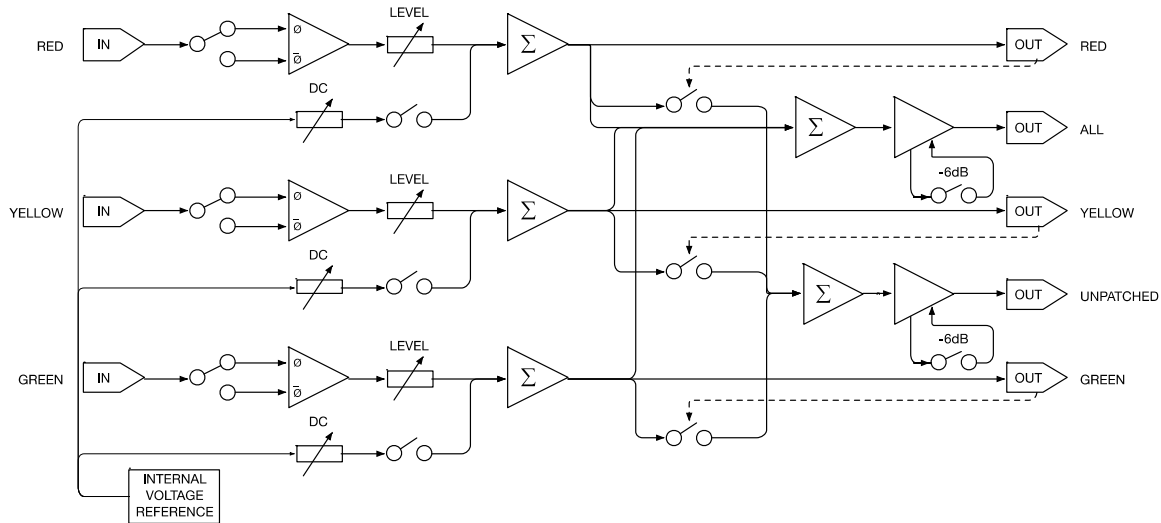 LEVEL
RED
IN
ø
ø̅
Σ
OUT
RED
DC
Σ
OUT
ALL
LEVEL
-6dB
YELLOW
IN
ø
ø̅
Σ
OUT
YELLOW
DC
Σ
OUT
UNPATCHED
LEVEL
-6dB
GREEN
IN
ø
ø̅
Σ
OUT
GREEN
DC
INTERNAL
VOLTAGE
REFERENCE